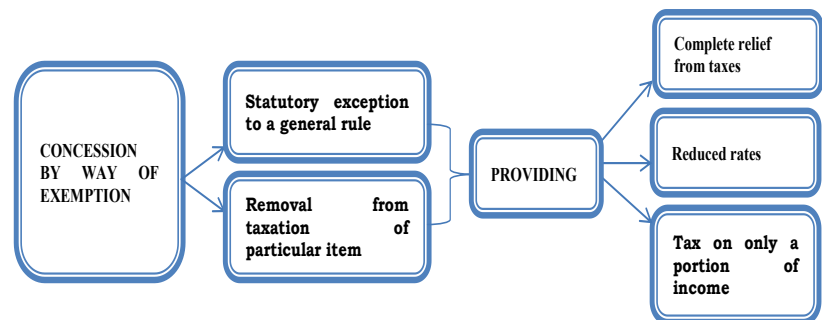 CONCESSION
BY WAY OF
EXEMPTION
Statutory exception
to a general rule
Removal from
taxation of
particular item
PROVIDING
Complete relief
from taxes
Reduced rates
Tax on only a
portion of
income